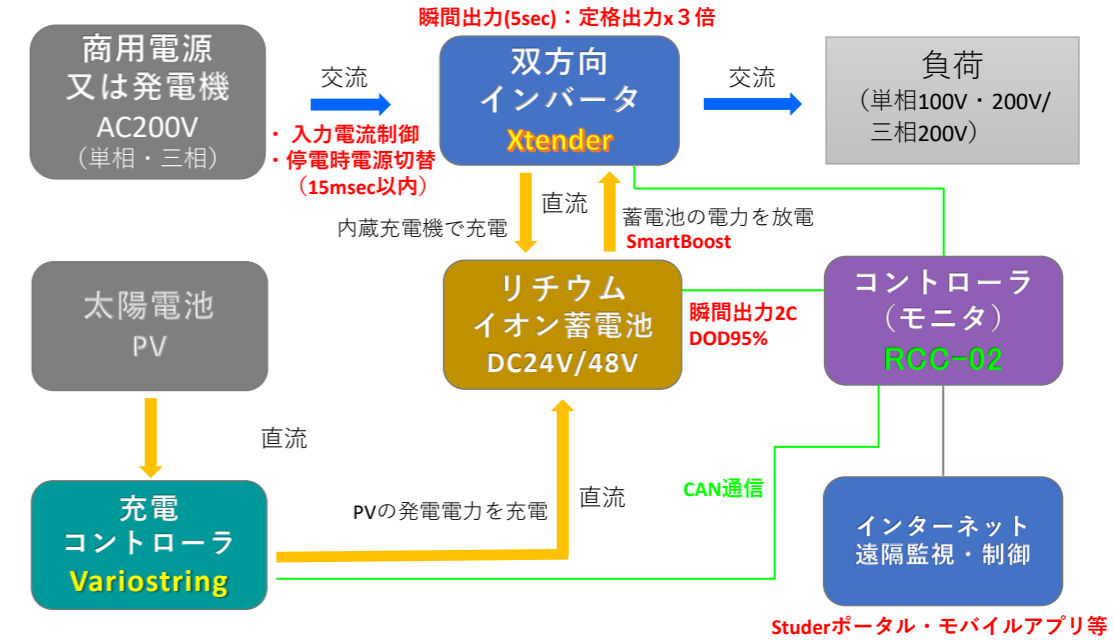 瞬間出力(5sec)：定格出力x３倍
商用電源
又は発電機
AC200V
（単相・三相）
交流
・ 入力電流制御
・停電時電源切替
（15msec以内）
双方向
インバータ
Xtender
交流
負荷
（単相100V・200V/
三相200V）
内蔵充電機で充電
直流
蓄電池の電力を放電
SmartBoost
太陽電池
PV
リチウム
イオン蓄電池
DC24V/48V
瞬間出力2C
DOD95%
コントローラ
（モニタ）
RCC-02
直流
充電
コントローラ
Variostring
PVの発電電力を充電
直流
CAN通信
インターネット
遠隔監視・制御
Studerポータル・モバイルアプリ等